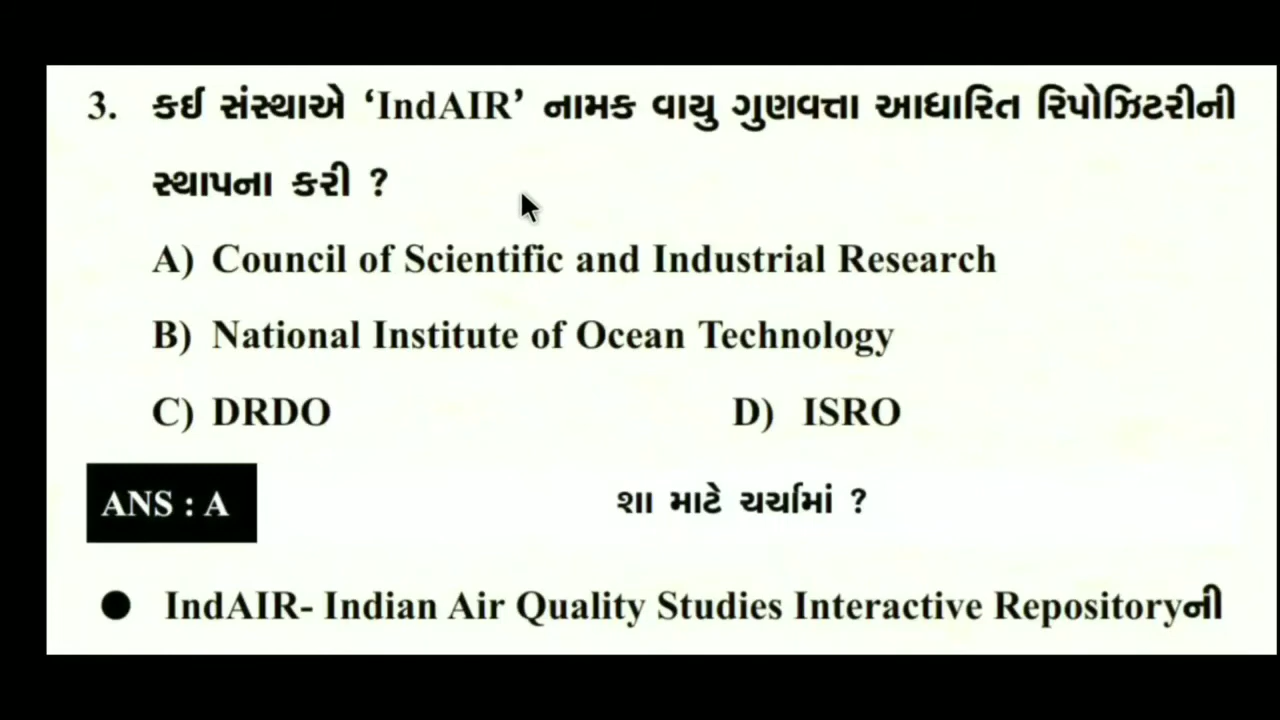 3. કઈ સંસ્થાએ ‘IndAIR’ નામક વાયુ ગુણવત્તા આધારિત રિપોઝિટરીની
સ્થાપના કરી ?
A) Council of Scientific and Industrial Research
B) National Institute of Ocean Technology
C) DRDO D) ISRO
ANS : A શા માટે ચર્ચામાં ?
● IndAIR- Indian Air Quality Studies Interactive Repositoryની